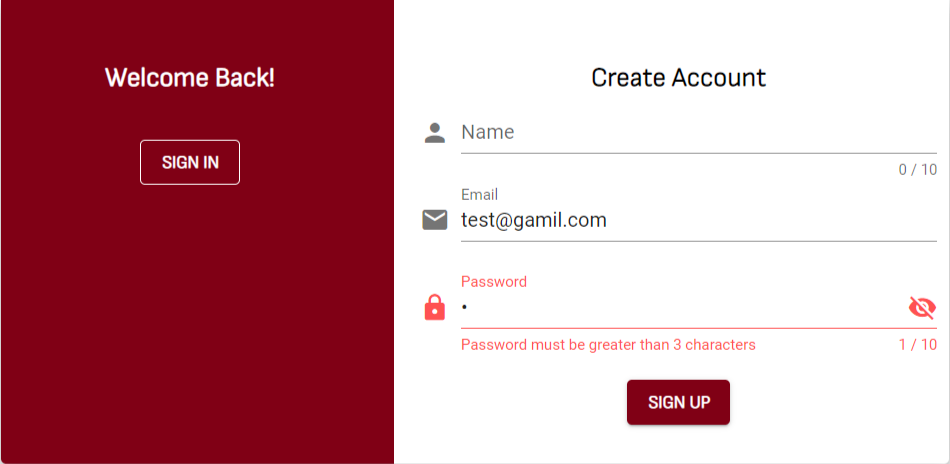 Welcome Back!
SIGN IN
Create Account
Name
0 / 10
Email
test@gamil.com
Password
•
Password must be greater than 3 characters
1 / 10
SIGN UP